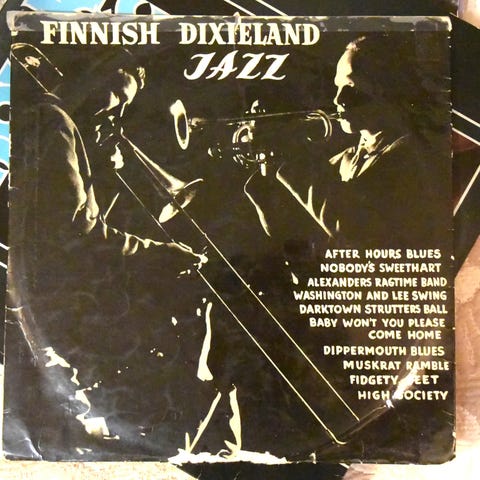 FINNISH DIXIELAND
JAZZ
AFTER HOURS BLUES
NOBODY'S SWEETHART
ALEXANDERS RAGTIME BAND
WASHINGTON AND LEE SWING
DARKTOWN STRUTTERS BALL
BABY WON'T YOU PLEASE
COME HOME
DIPPERMOUTH BLUES
MUSKRAT RAMBLE
FIDGETY FEET
HIGH SOCIETY